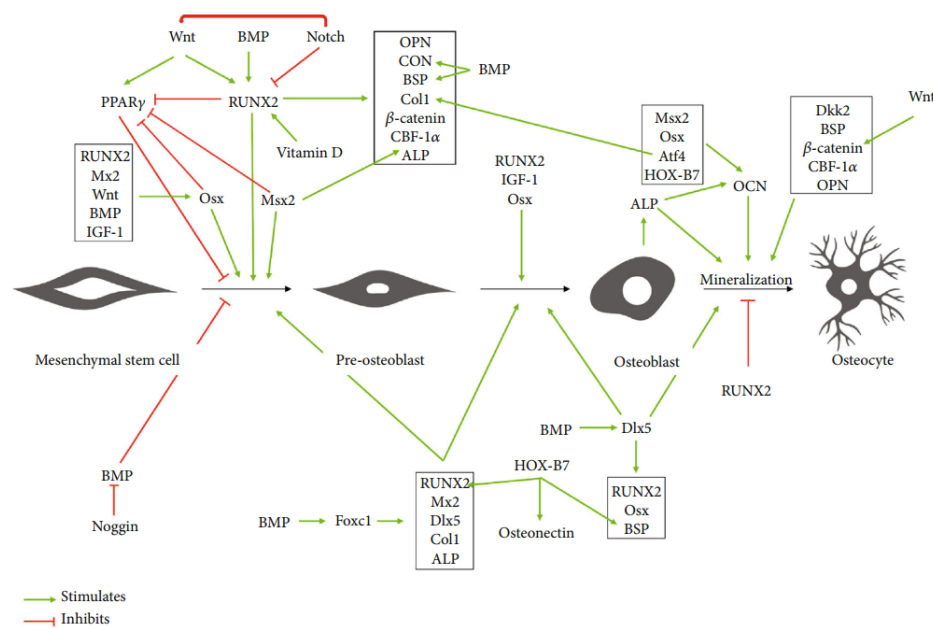 Wnt
BMP
Notch
PPARγ
RUNX2
Vitamin D
RUNX2
Mx2
Wnt
BMP
IGF-1
Osx
Msx2
OPN
CON
BSP
Col1
β-catenin
CBF-1α
ALP
BMP
RUNX2
IGF-1
Osx
Msx2
Osx
Atf4
HOX-B7
ALP
OCN
Dkk2
BSP
β-catenin
CBF-1α
OPN
Wnt
Mineralization
Mesenchymal stem cell
Pre-osteoblast
Osteoblast
Osteocyte
RUNX2
BMP
Noggin
BMP
Dlx5
HOX-B7
Osteonectin
BMP
Foxc1
RUNX2
Mx2
Dlx5
Col1
ALP
RUNX2
Osx
BSP
Stimulates
Inhibits